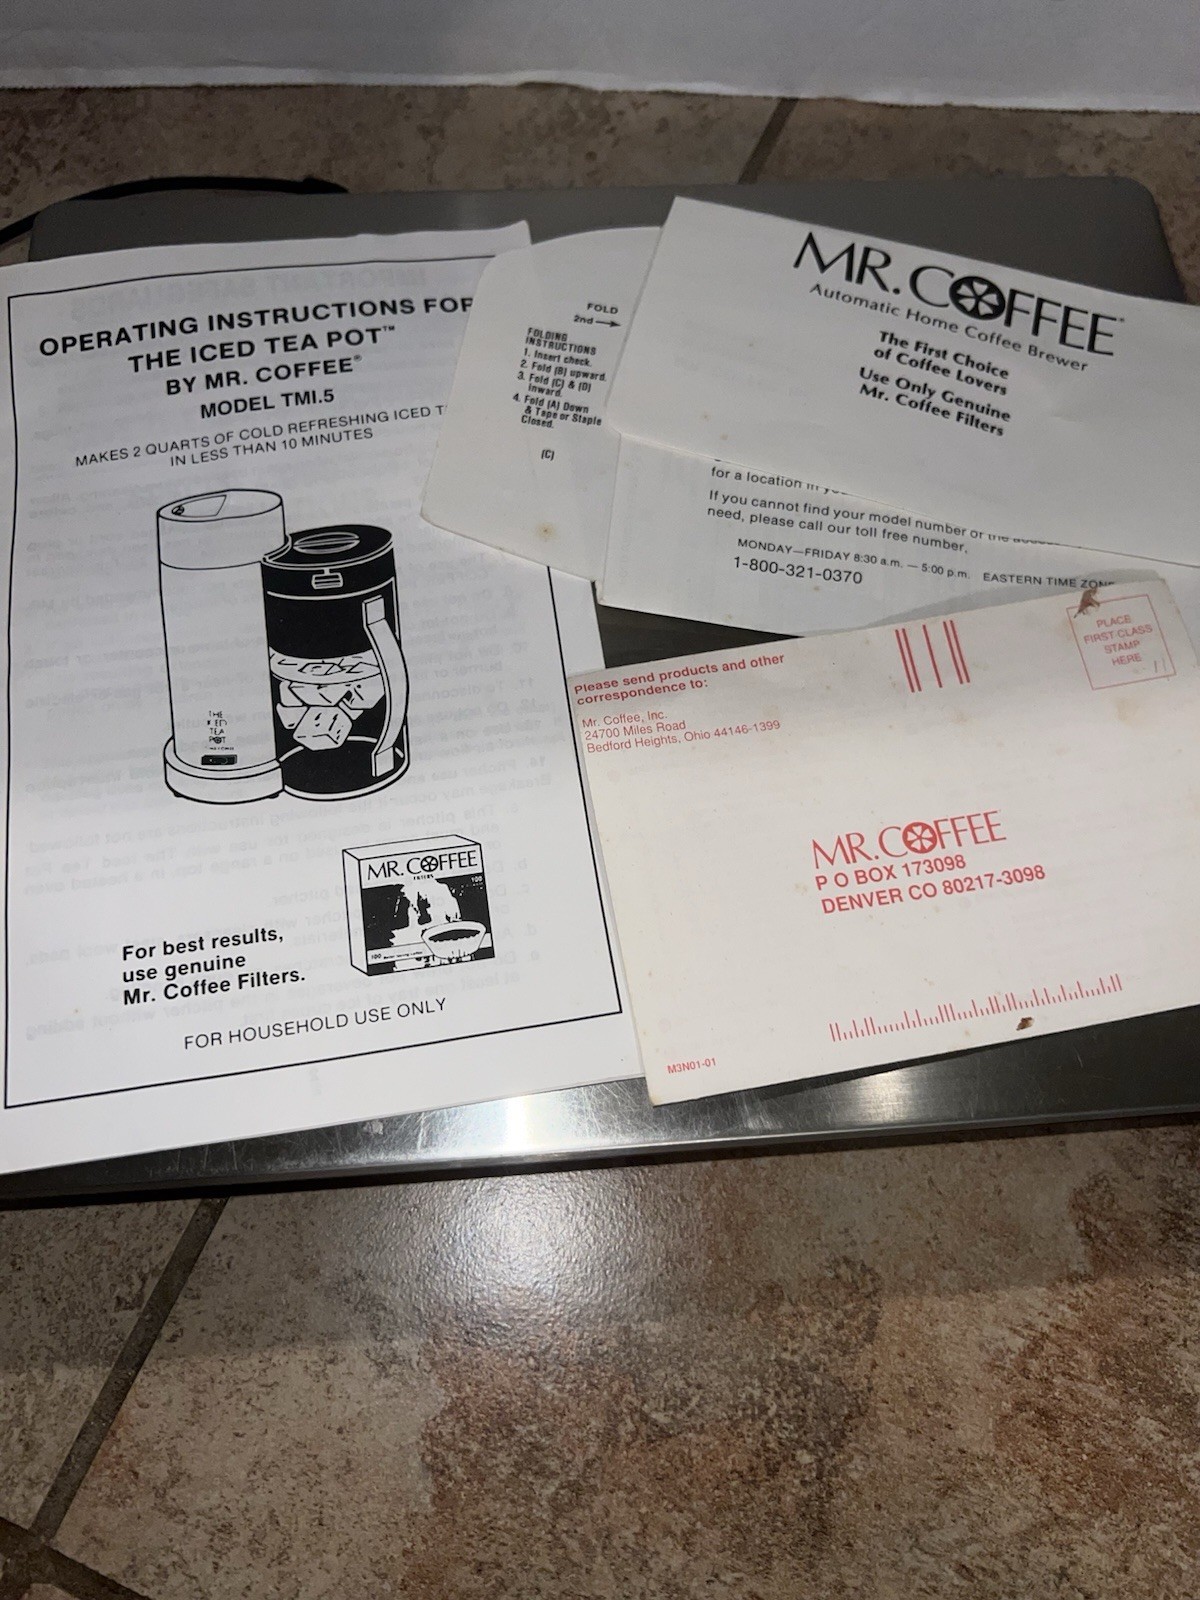 OPERATING INSTRUCTIONS FOR
THE ICED TEA POT™
BY MR. COFFEE®
MODEL TMI.5
MAKES 2 QUARTS OF COLD REFRESHING ICED
IN LESS THAN 10 MINUTES
THE
ICED
TEA
POT
MR. COFFEE
FILTERS
100
100
For best results,
use genuine
Mr. Coffee Filters.
FOR HOUSEHOLD USE ONLY
FOLD
2nd
FOLDING
INSTRUCTIONS
1. Insert check.
2. Fold (B) upward.
3. Fold (C) & (D)
inward.
4. Fold (A) Down
& Tape or Staple
Closed.
(C)
MR. COFFEE®
Automatic Home Coffee Brewer
The First Choice
of Coffee Lovers
Use Only Genuine
Mr. Coffee Filters
for a location in
If you cannot find your model number or the
need, please call our toll free number.
MONDAY—FRIDAY 8:30 a.m. — 5:00 p.m. EASTERN TIME ZONE
1-800-321-0370
Please send products and other
correspondence to:
Mr. Coffee, Inc.
24700 Miles Road
Bedford Heights, Ohio 44146-1399
PLACE
FIRST CLASS
STAMP
HERE
MR. COFFEE
P O BOX 173098
DENVER CO 80217-3098
M3N01-01